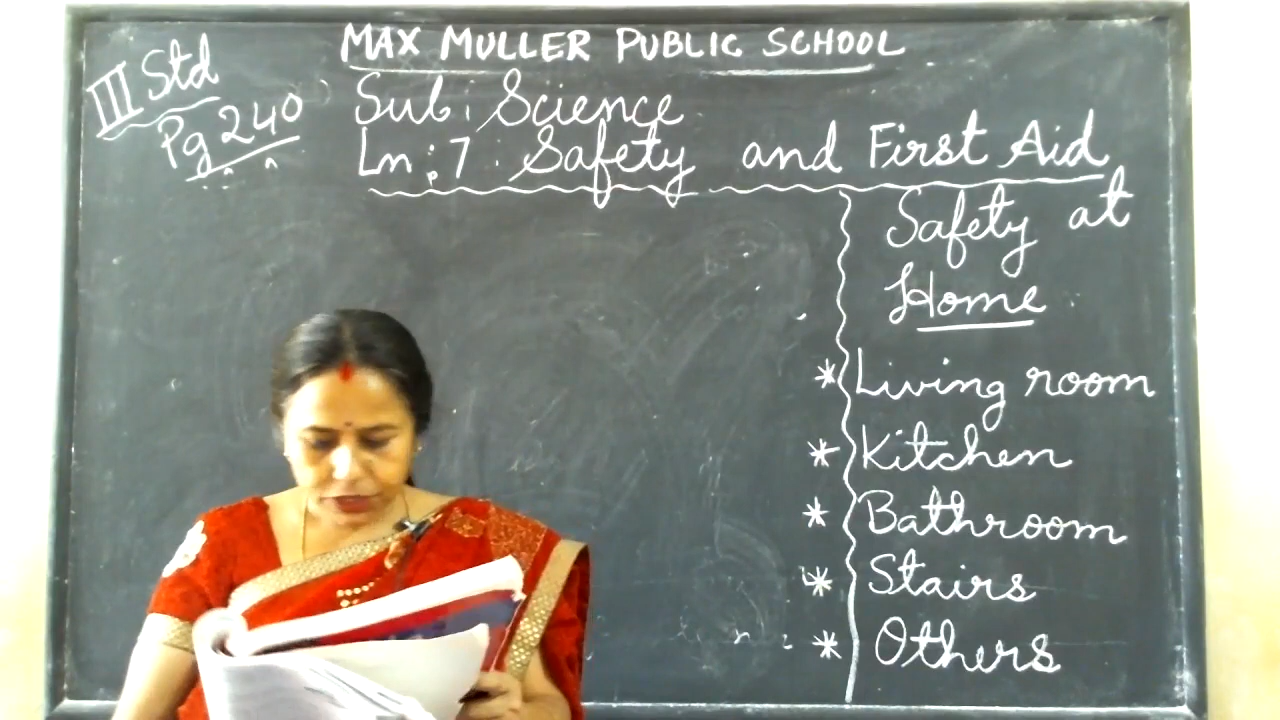 MAX MULLER PUBLIC SCHOOL
III Std
Pg 240
Sub: Science
Ln: 7: Safety and First Aid
Safety at
Home
* Living room
* Kitchen
* Bathroom
* Stairs
* Others